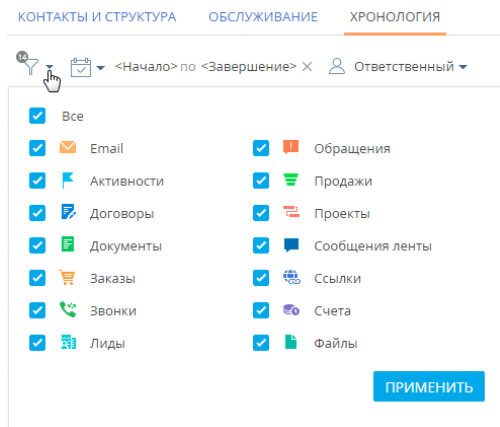 КОНТАКТЫ И СТРУКТУРА ОБСЛУЖИВАНИЕ ХРОНОЛОГИЯ
14 <Начало> по <Завершение> Ответственный
Все
Email Обращения
Активности Продажи
Договоры Проекты
Документы Сообщения ленты
Заказы Ссылки
Звонки Счета
Лиды Файлы
ПРИМЕНИТЬ